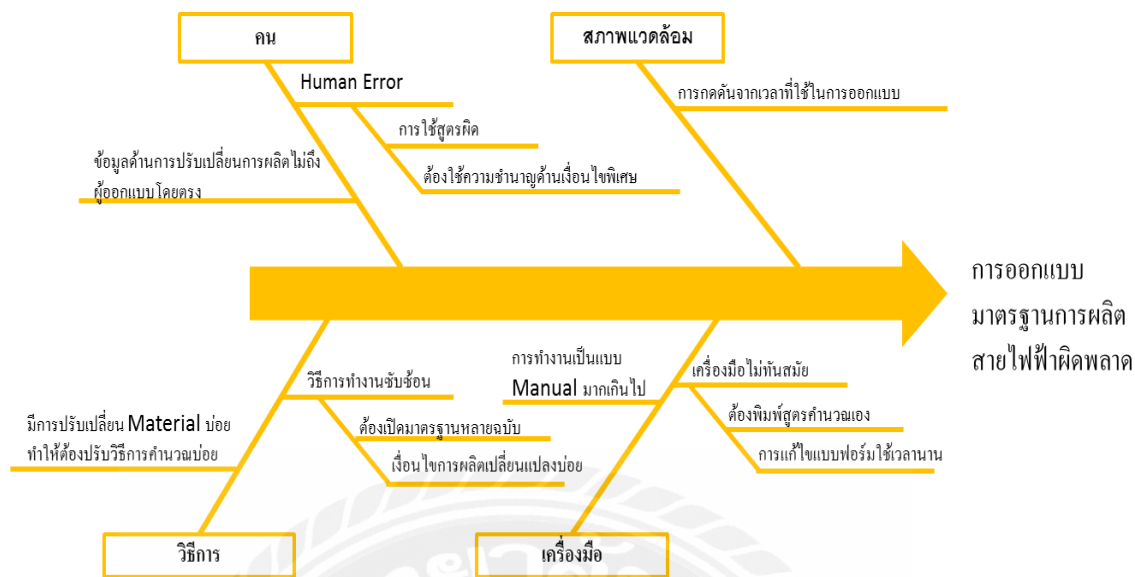 คน
สภาพแวดล้อม
Human Error
การกดดันจากเวลาที่ใช้ในการออกแบบ
การใช้สูตรผิด
ข้อมูลด้านการปรับเปลี่ยนการผลิตไม่ถึง
ผู้ออกแบบโดยตรง
ต้องใช้ความชำนาญด้านเงื่อนไขพิเศษ
การออกแบบ
มาตรฐานการผลิต
สายไฟฟ้าผิดพลาด
วิธีการทำงานซับซ้อน
การทำงานเป็นแบบ
Manual มากเกินไป
เครื่องมือไม่ทันสมัย
มีการปรับเปลี่ยน Material บ่อย
ทำให้ต้องปรับวิธีการคำนวณบ่อย
ต้องเปิดมาตรฐานหลายฉบับ
เงื่อนไขการผลิตเปลี่ยนแปลงบ่อย
ต้องพิมพ์สูตรคำนวณเอง
การแก้ไขแบบฟอร์มใช้เวลานาน
วิธีการ
เครื่องมือ